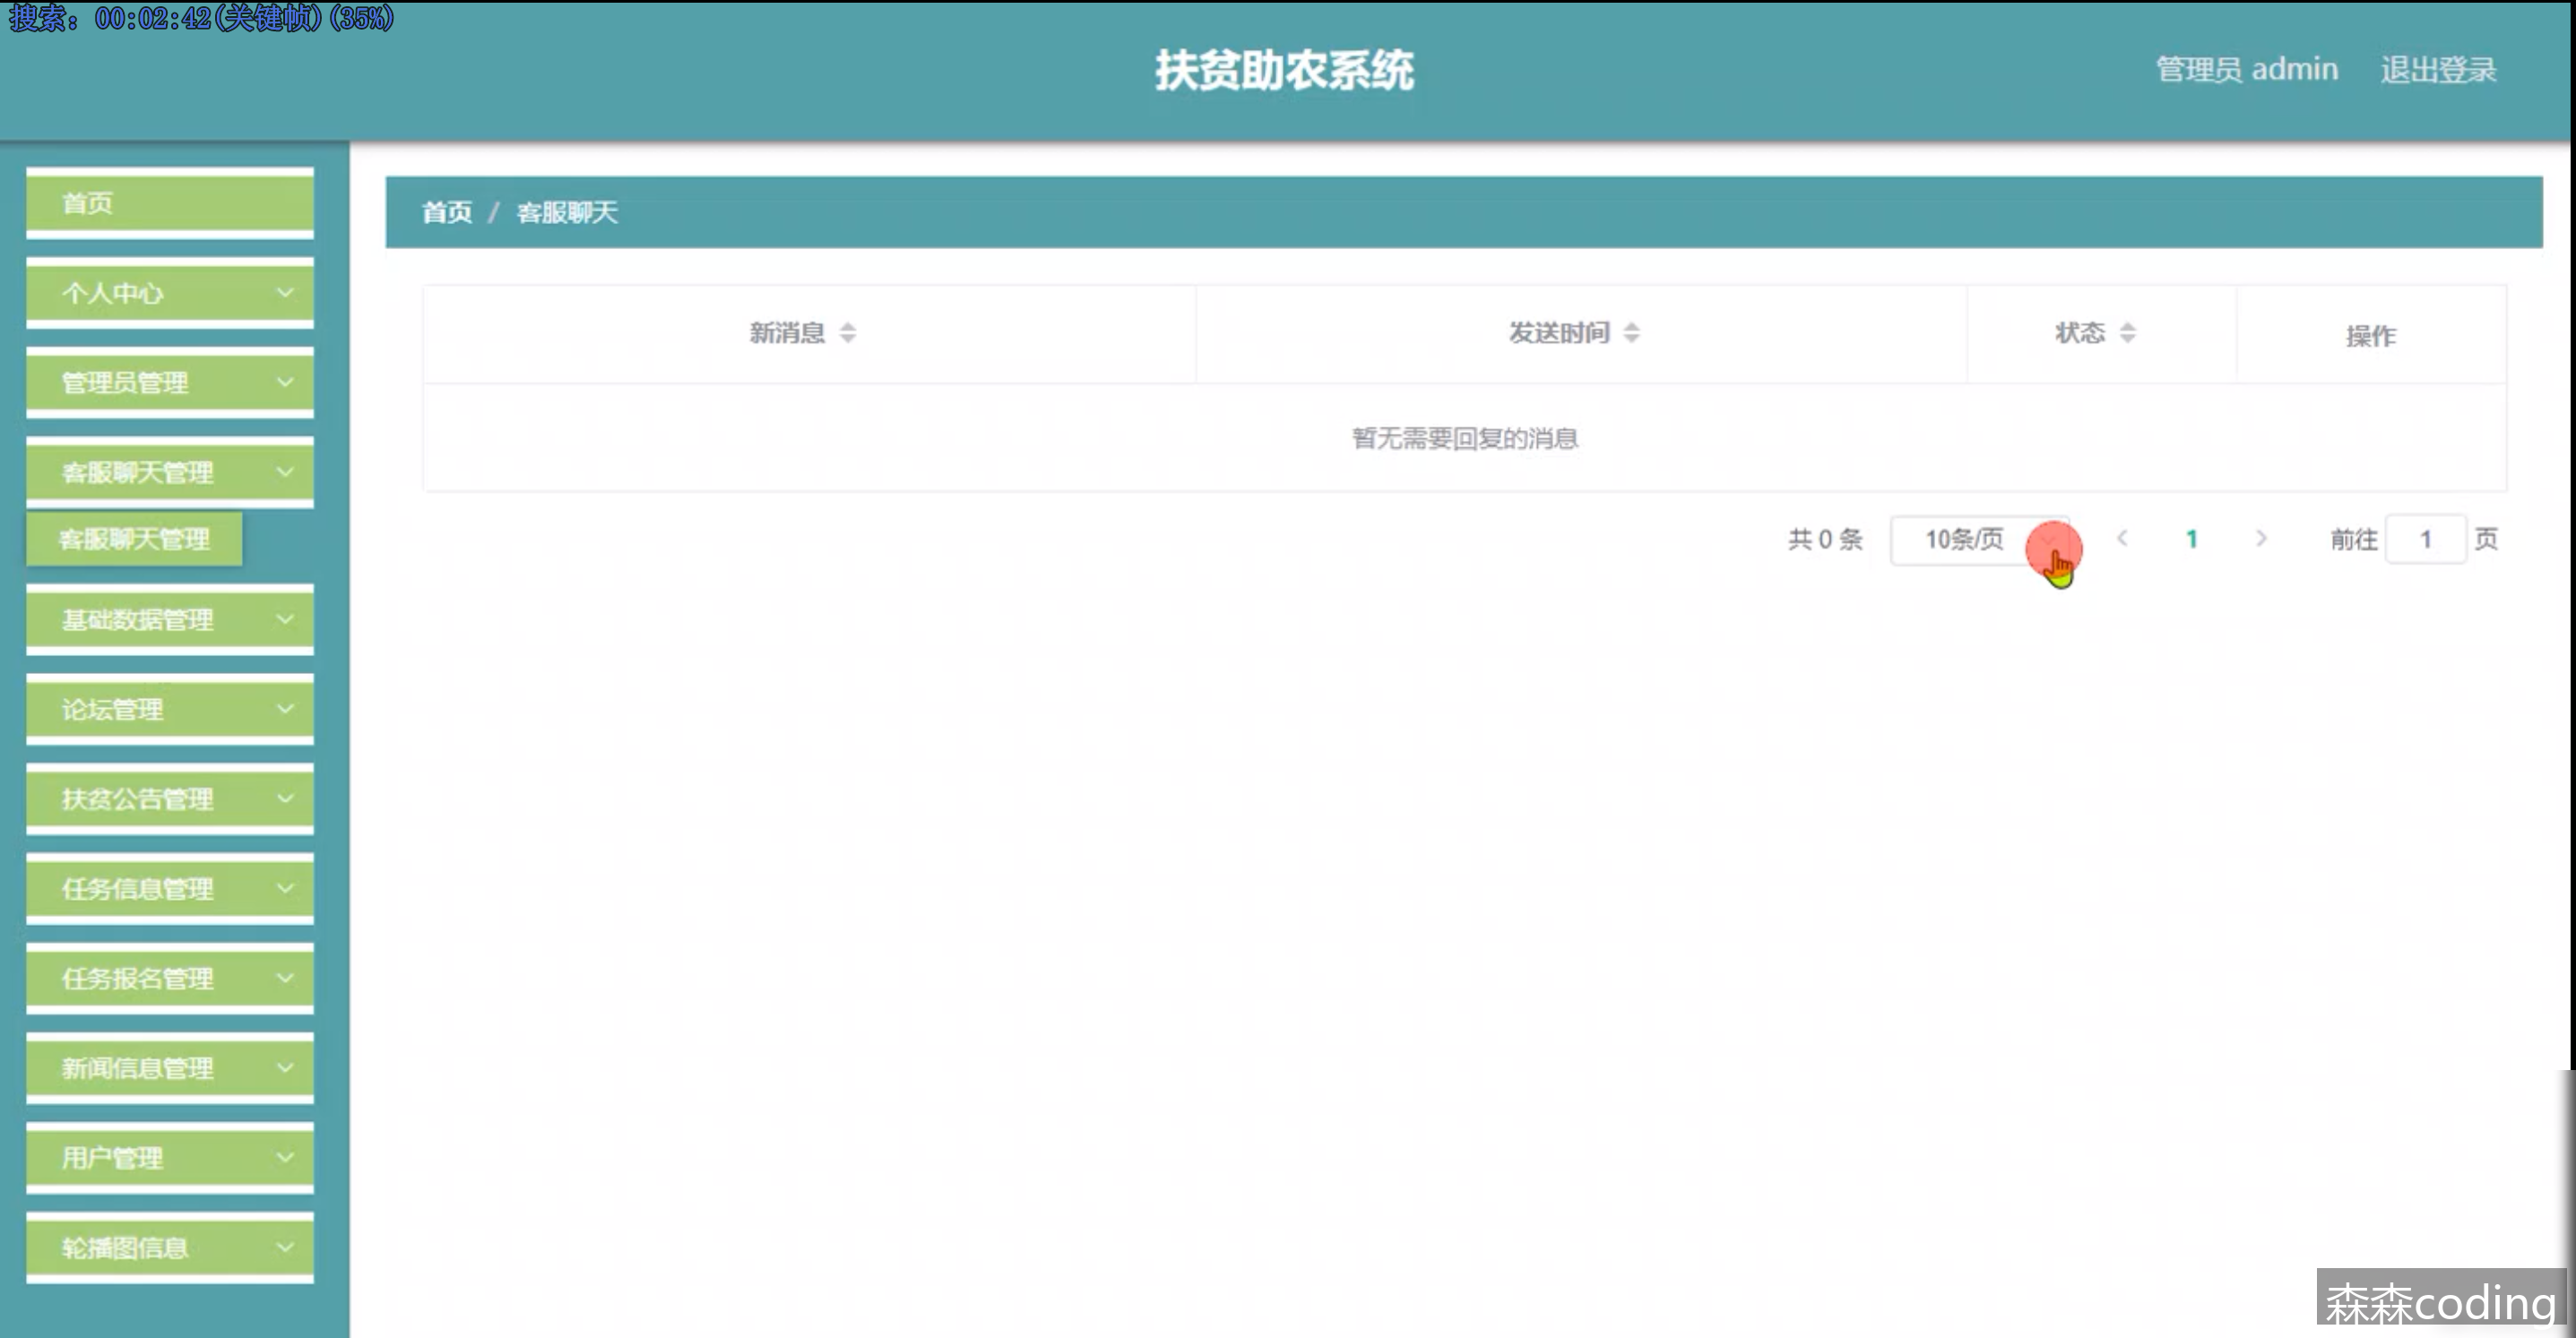 搜索: 00:02:42(关键帧)(35%)
扶贫助农系统
管理员 admin 退出登录
首页
个人中心
管理员管理
客服聊天管理
客服聊天管理
基础数据管理
论坛管理
扶贫公告管理
任务信息管理
任务报名管理
新闻信息管理
用户管理
轮播图信息
首页 / 客服聊天
新消息 发送时间 状态 操作
暂无需要回复的消息
共 0 条 10条/页 1 前往 1 页
森森coding